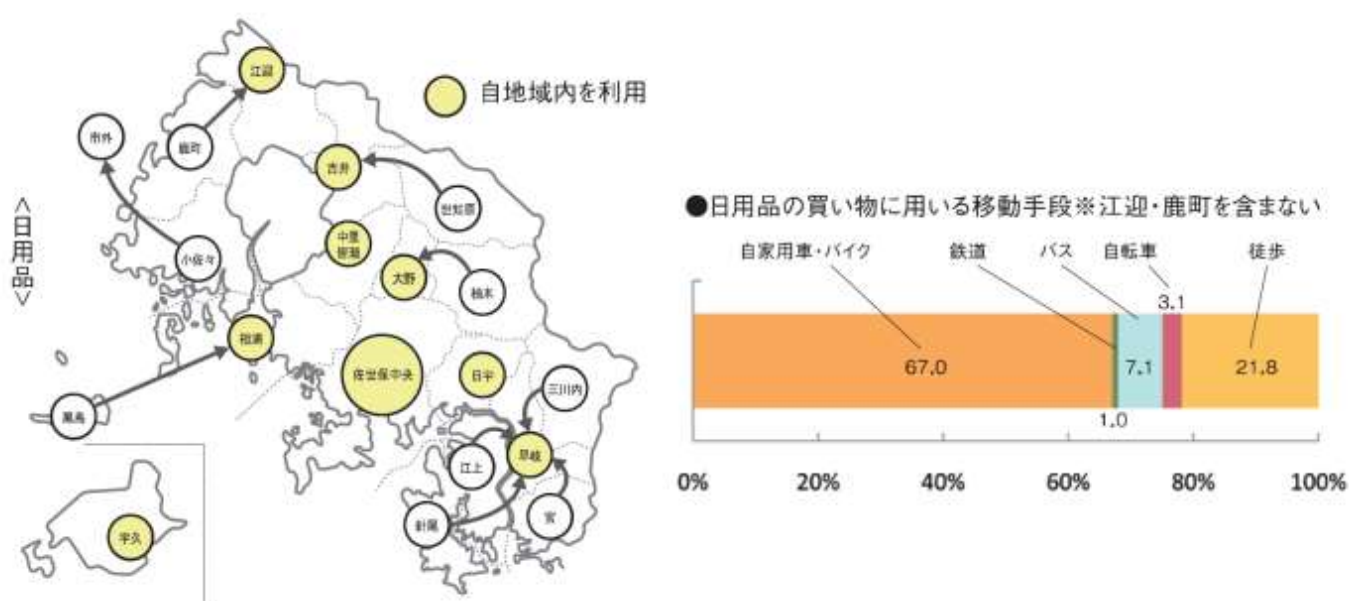 <日用品>
自地域内を利用
江迎
市外
鹿町
吉井
世知原
中里
皆瀬
小佐々
大野
柚木
相浦
佐世保中央
日宇
三川内
黒島
江上
早岐
針尾
宮
宇久
●日用品の買い物に用いる移動手段※江迎・鹿町を含まない
自家用車・バイク
鉄道
バス
自転車
徒歩
3.1
67.0
7.1
21.8
1.0
0%
20%
40%
60%
80%
100%